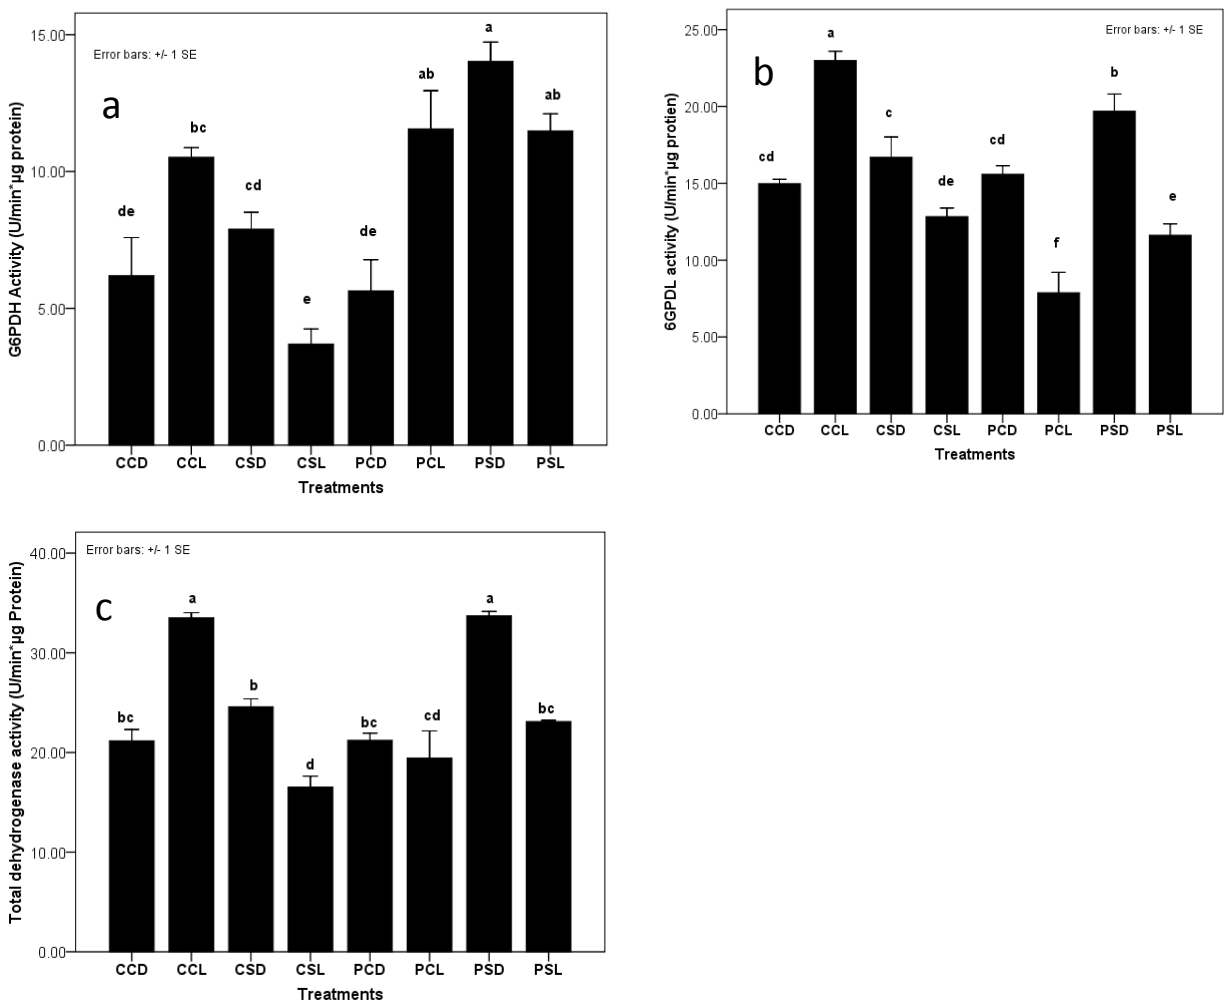 15.00
10.00
5.00
0.00
G6PDH Activity (U/min*µg protein)
Error bars: +/- 1 SE
a
de
bc
cd
e
de
ab
a
ab
CCD CCL CSD CSL PCD PCL PSD PSL
Treatments
25.00
20.00
15.00
10.00
5.00
0.00
6GPDL activity (U/min*µg protien)
Error bars: +/- 1 SE
b
cd
a
c
de
cd
f
b
e
CCD CCL CSD CSL PCD PCL PSD PSL
Treatments
40.00
30.00
20.00
10.00
0.00
Total dehydrogenase activity (U/min*µg Protein)
Error bars: +/- 1 SE
c
bc
a
b
d
bc
cd
a
bc
CCD CCL CSD CSL PCD PCL PSD PSL
Treatments